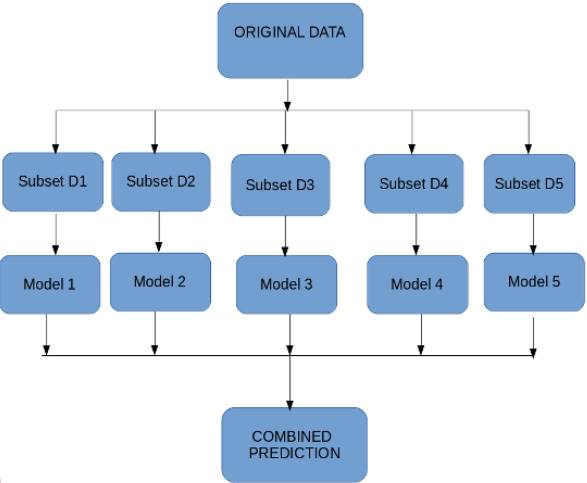 ORIGINAL DATA
Subset D1
Subset D2
Subset D3
Subset D4
Subset D5
Model 1
Model 2
Model 3
Model 4
Model 5
COMBINED
PREDICTION